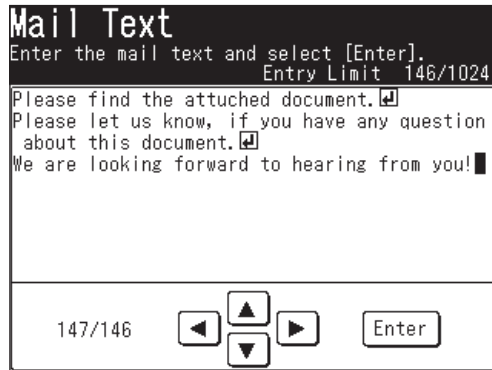 Mail Text
Enter the mail text and select [Enter].
Entry Limit 146/1024
Please find the attuched document.↵
Please let us know, if you have any question
about this document.↵
We are looking forward to hearing from you!
147/146
Enter